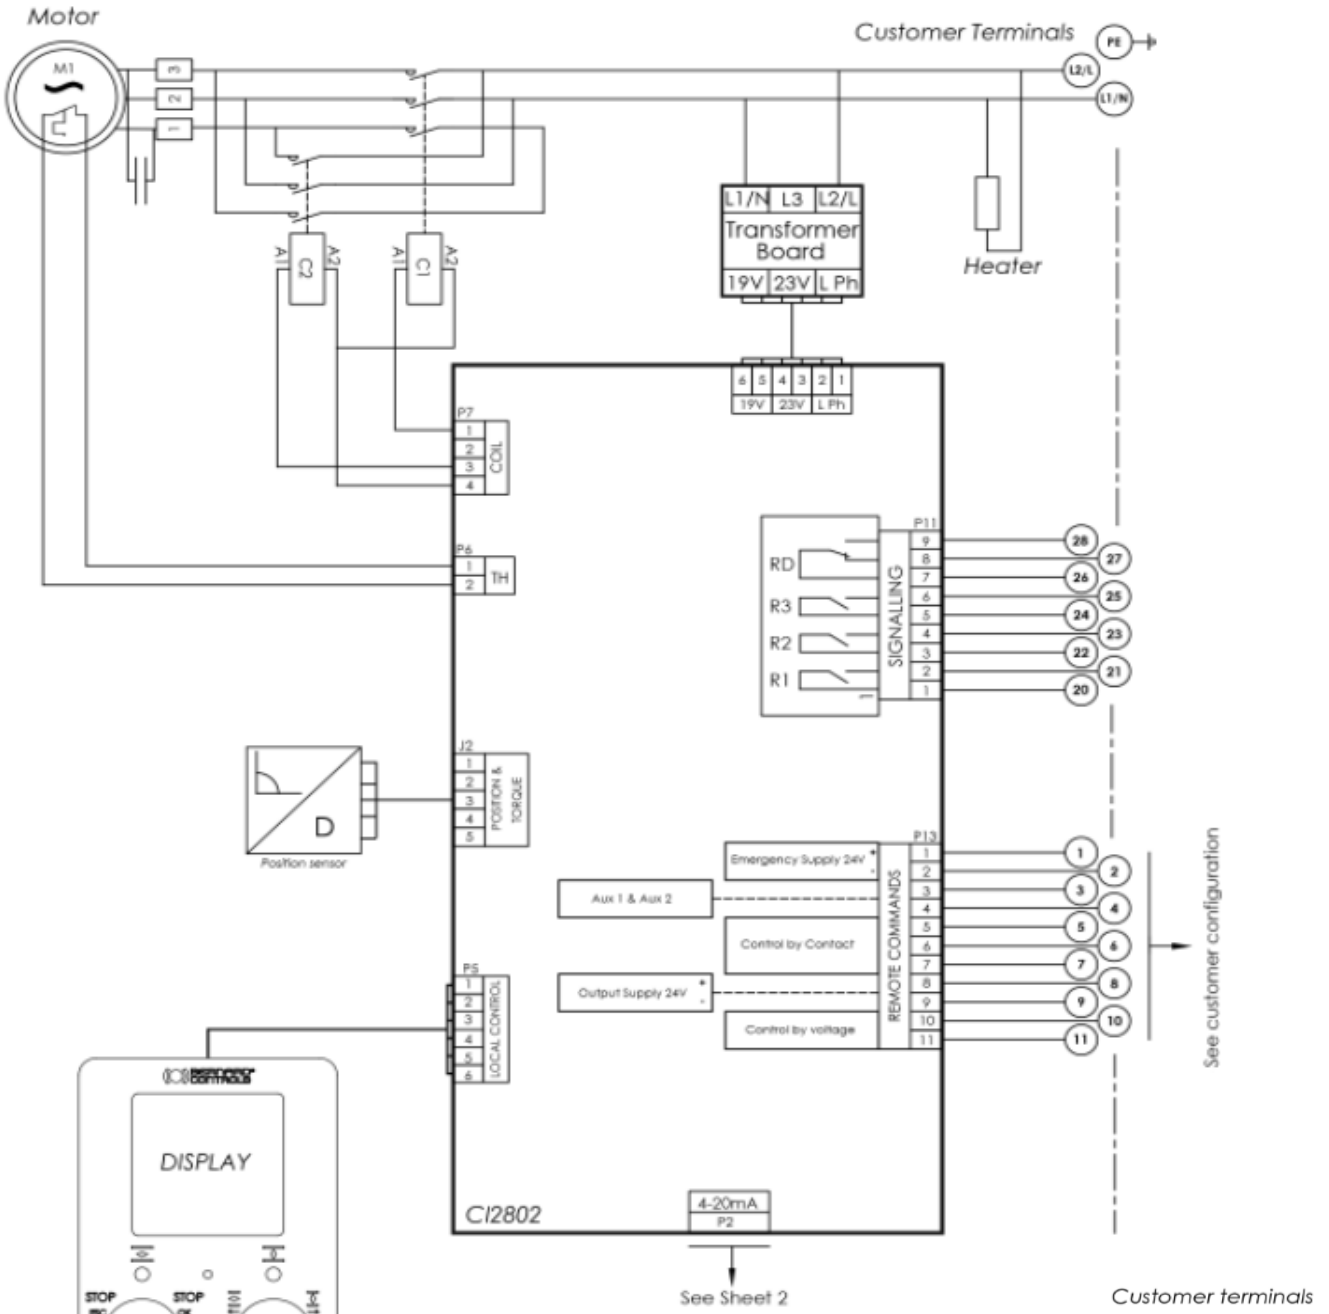 Motor
Customer Terminals
PE
M1
3
L2/L
2
L1/N
1
L1/N L3 L2/L
Transformer
Board
19V 23V L Ph
Heater
A1 C2 A2
A1 C1 A2
6 5 4 3 2 1
19V 23V L Ph
P7
1
2
3
4
COIL
P6
1
2
TH
P11
9
8
7
6
5
4
3
2
1
SIGNALLING
RD
R3
R2
R1
1
28
27
26
25
24
23
22
21
20
J2
1
2
3
4
5
POSITION &
TORQUE
D
Position sensor
P13
1
2
3
4
5
6
7
8
9
10
11
REMOTE COMMANDS
Emergency Supply 24V + -
Aux 1 & Aux 2
Control by Contact
Output Supply 24V + -
Control by voltage
1
2
3
4
5
6
7
8
9
10
11
See customer configuration
P5
1
2
3
4
5
6
LOCAL CONTROL
CONTROLS
DISPLAY
STOP
STOP
CI2802
4-20mA
P2
See Sheet 2
Customer terminals